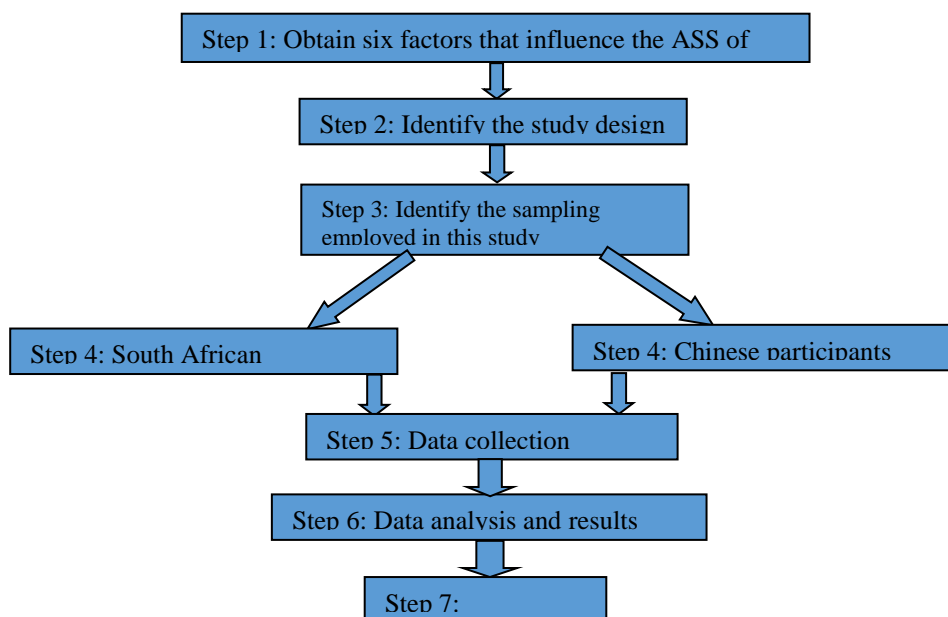 Step 1: Obtain six factors that influence the ASS of
Step 2: Identify the study design
Step 3: Identify the sampling
employed in this study
Step 4: South African
Step 4: Chinese participants
Step 5: Data collection
Step 6: Data analysis and results
Step 7: